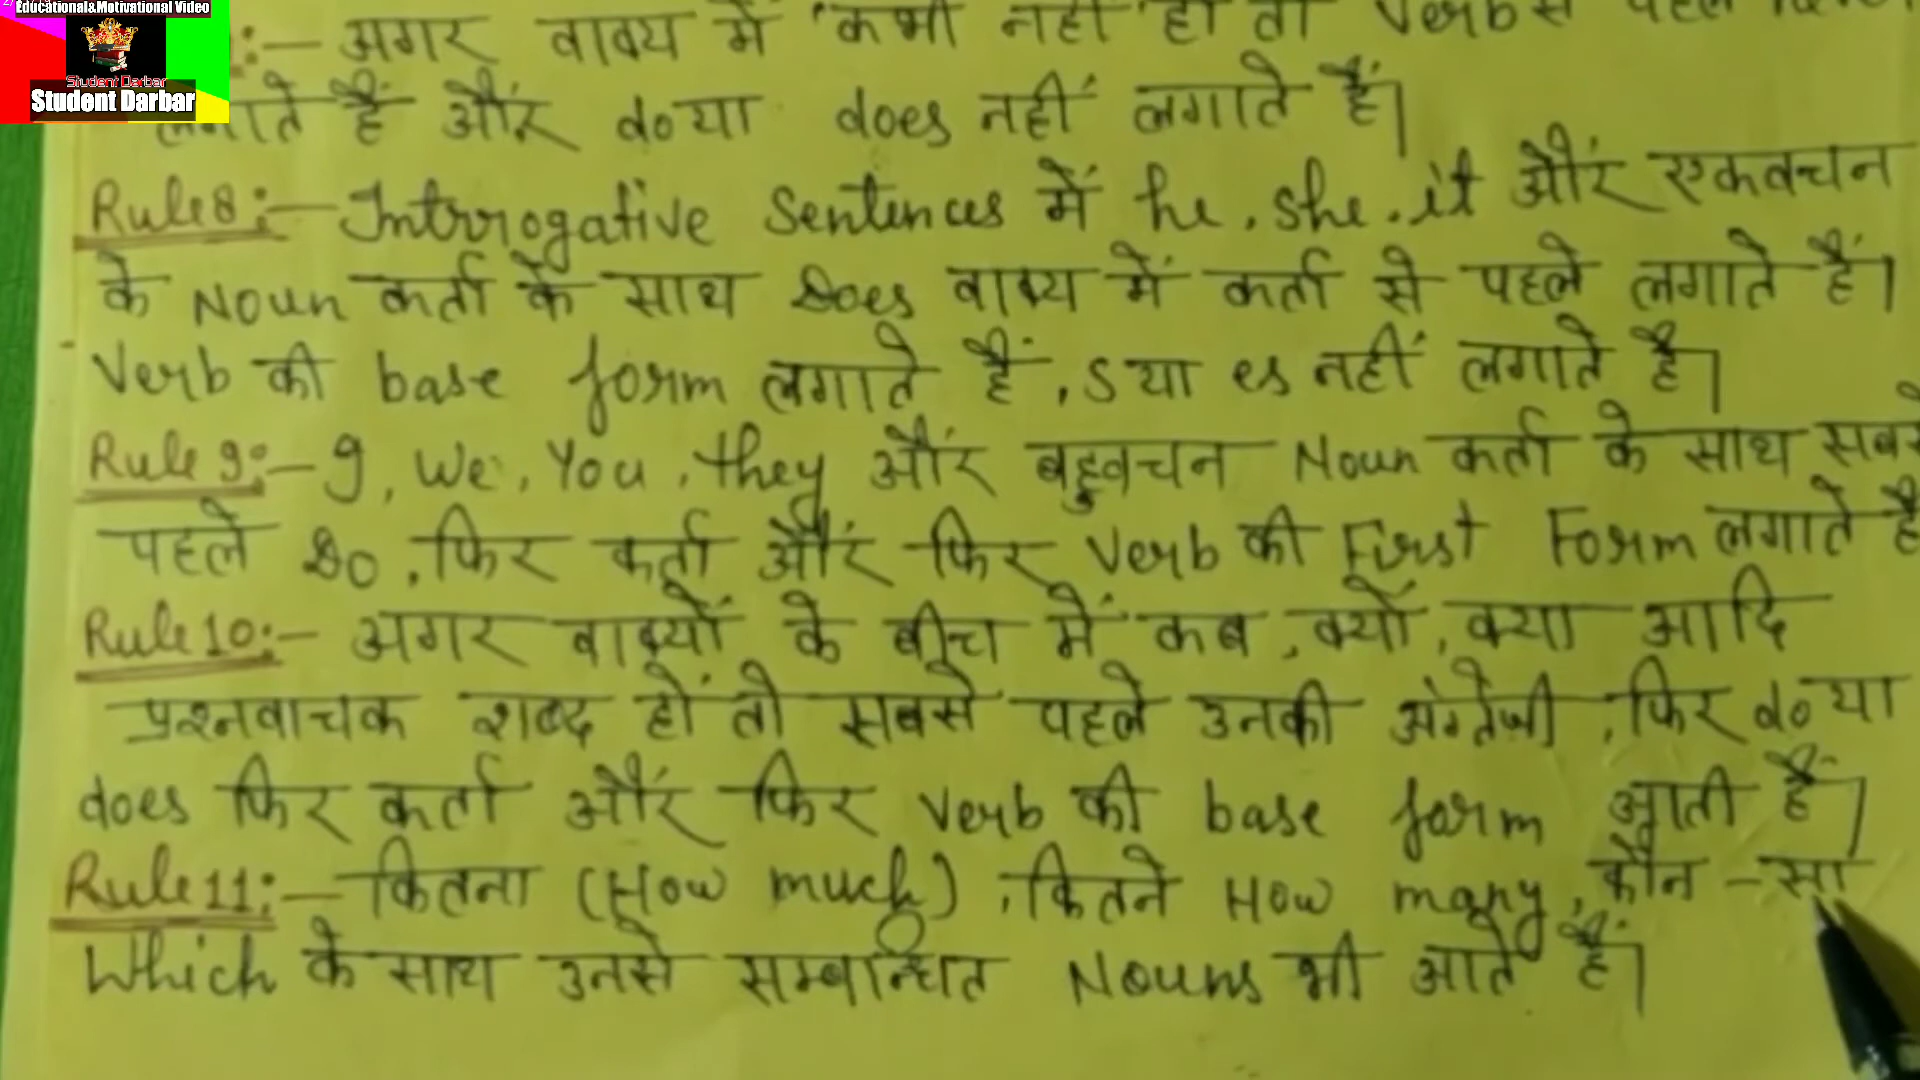 Educational&Motivational Video
Student Darbar
Student Darbar
:- अगर वाक्य में 'कभी नहीं' हो तो Verb से पहले
लगाते हैं और do या does नहीं लगाते हैं।
Rule 8:- Intrrogative Sentences में he, she, it और एकवचन
के Noun कर्ता के साथ Does वाक्य में कर्ता से पहले लगाते हैं।
Verb की base form लगाते हैं, s या es नहीं लगाते हैं।
Rule 9:- I, We, You, they और बहुवचन Noun कर्ता के साथ सबसे
पहले Do, फिर कर्ता और फिर Verb की First Form लगाते हैं
Rule 10:- अगर वाक्यों के बीच में कब, क्यों, क्या आदि
प्रश्नवाचक शब्द हों तो सबसे पहले उनकी अंग्रेजी, फिर do या
does फिर कर्ता और फिर Verb की base form आती हैं।
Rule 11:- कितना (How much), कितने How many, कौन-सा
Which के साथ उनसे सम्बन्धित Nouns भी आते हैं।